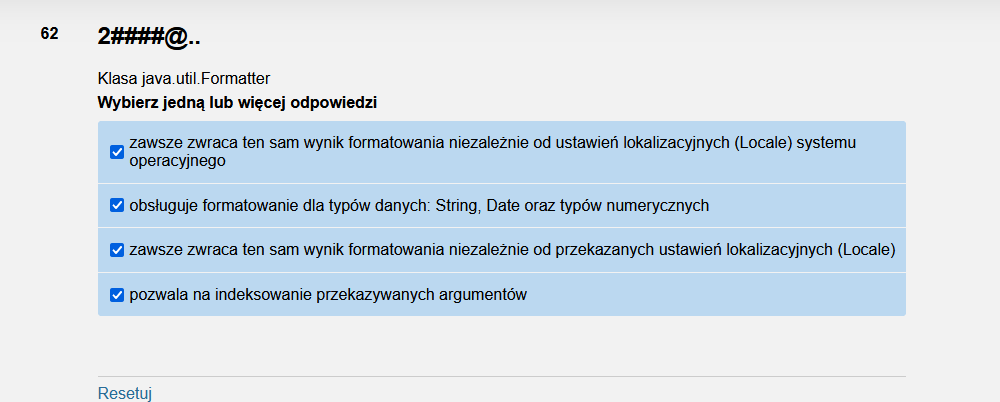 62
2####@..
Klasa java.util.Formatter
Wybierz jedną lub więcej odpowiedzi
zawsze zwraca ten sam wynik formatowania niezależnie od ustawień lokalizacyjnych (Locale) systemu
operacyjnego
obsługuje formatowanie dla typów danych: String, Date oraz typów numerycznych
zawsze zwraca ten sam wynik formatowania niezależnie od przekazanych ustawień lokalizacyjnych (Locale)
pozwala na indeksowanie przekazywanych argumentów
Resetuj